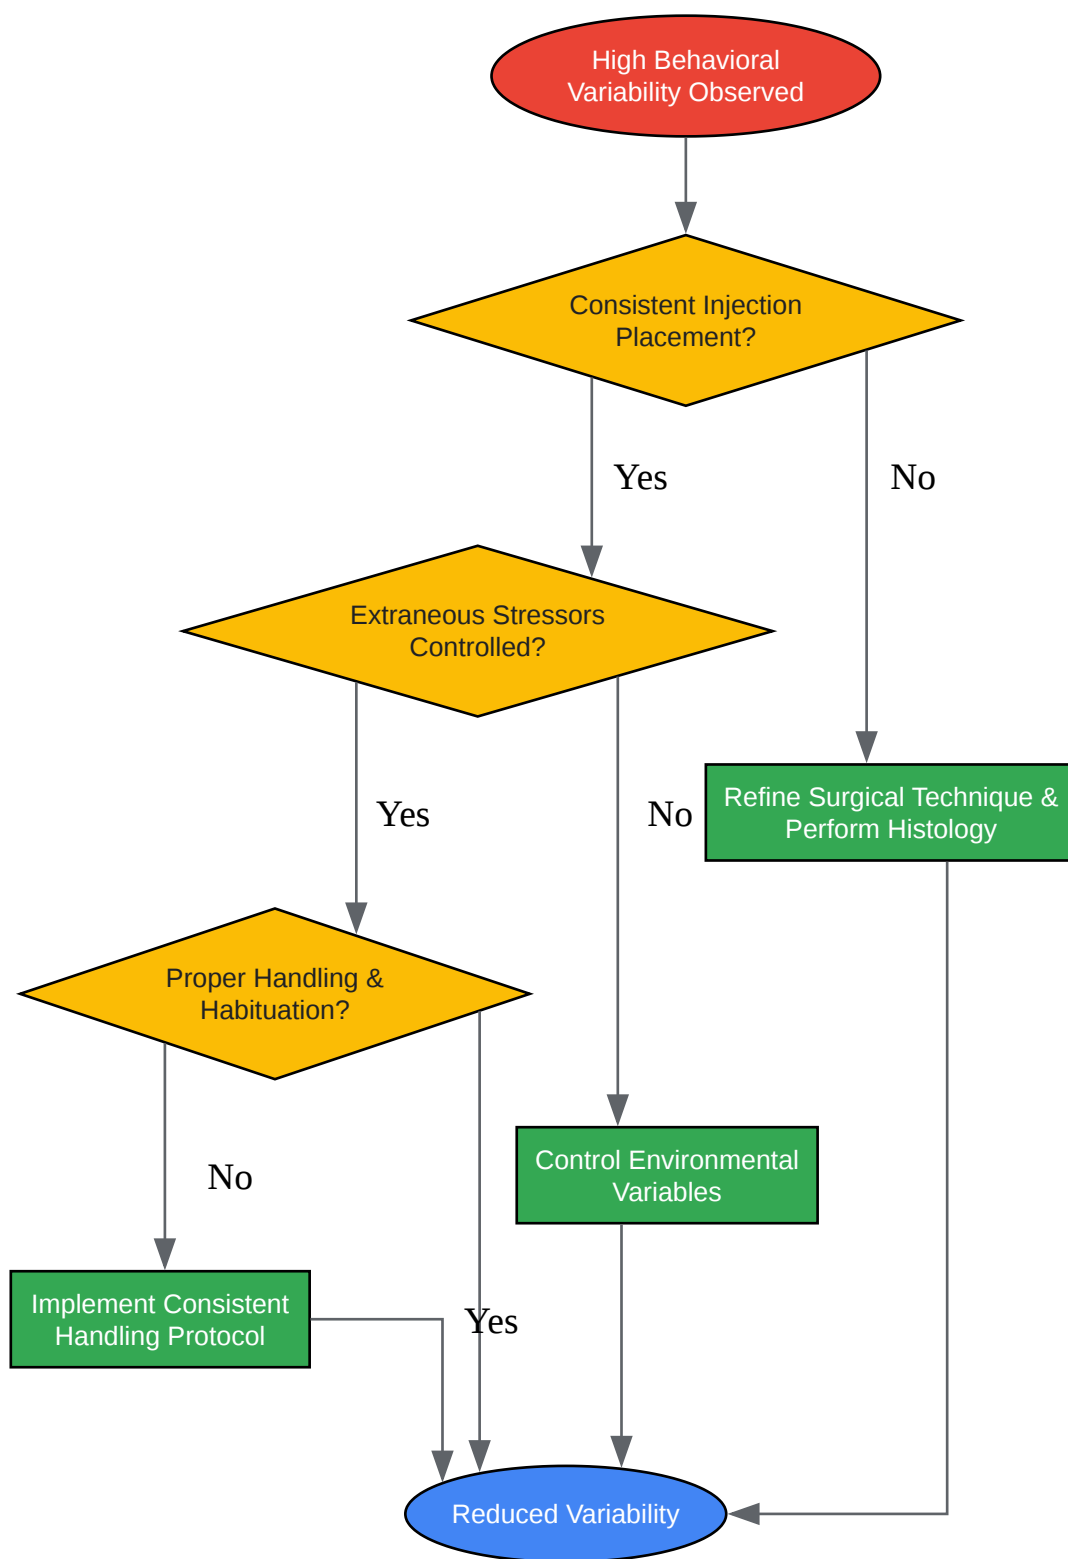 High Behavioral
Variability Observed
Consistent Injection
Placement?
Yes
No
Extraneous Stressors
Controlled?
Yes
No
Refine Surgical Technique &
Perform Histology
Proper Handling &
Habituation?
No
Control Environmental
Variables
Implement Consistent
Handling Protocol
Yes
Reduced Variability